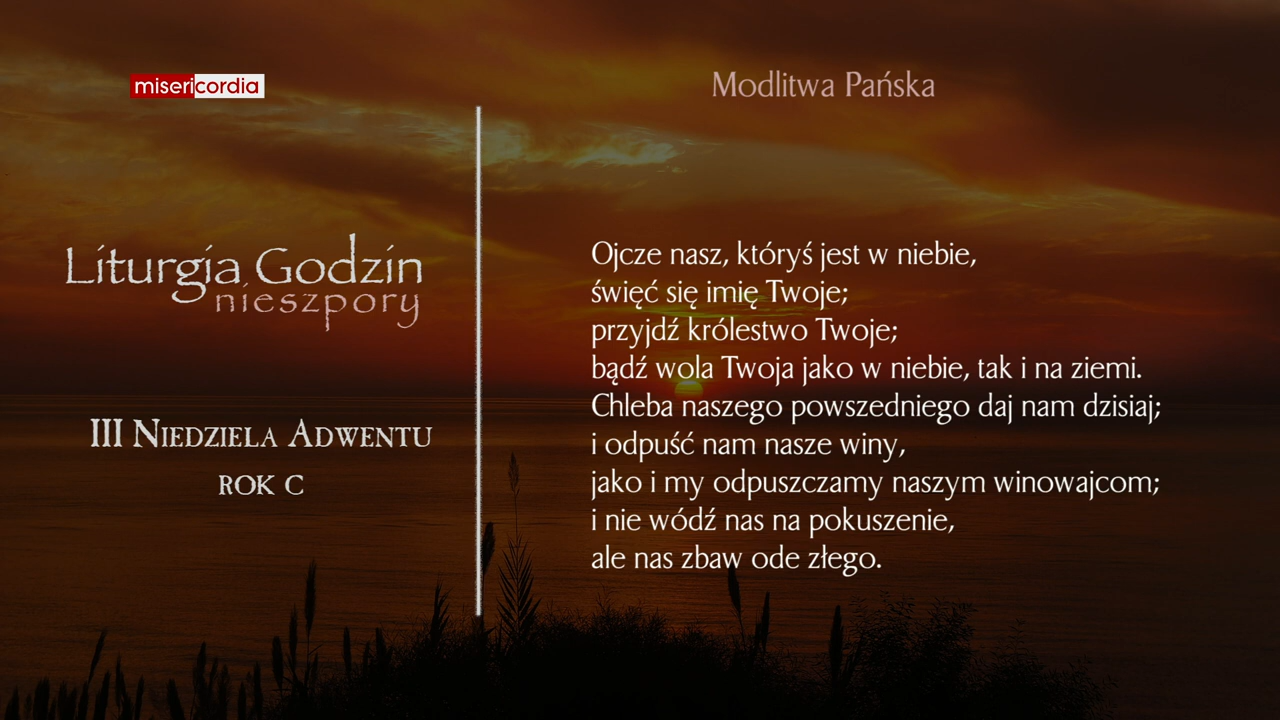 misericordia
Liturgia Godzin
nieszpory
III Niedziela Adwentu
rok C
Modlitwa Pańska
Ojcze nasz, któryś jest w niebie,
święć się imię Twoje;
przyjdź królestwo Twoje;
bądź wola Twoja jako w niebie, tak i na ziemi.
Chleba naszego powszedniego daj nam dzisiaj;
i odpuść nam nasze winy,
jako i my odpuszczamy naszym winowajcom;
i nie wódź nas na pokuszenie,
ale nas zbaw ode złego.